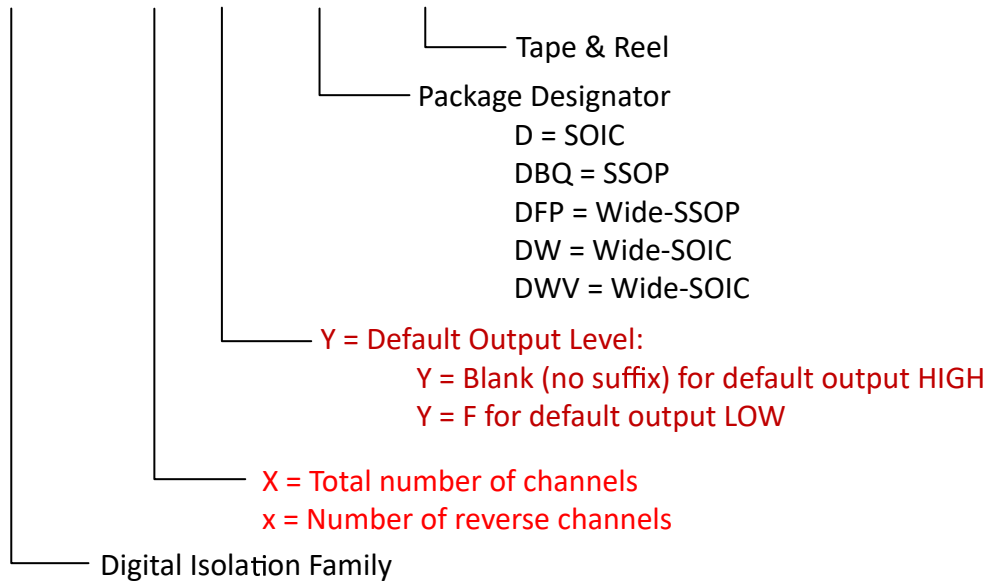 Tape & Reel
Package Designator
D = SOIC
DBQ = SSOP
DFP = Wide-SSOP
DW = Wide-SOIC
DWV = Wide-SOIC
Y = Default Output Level:
Y = Blank (no suffix) for default output HIGH
Y = F for default output LOW
X = Total number of channels
x = Number of reverse channels
Digital Isolation Family